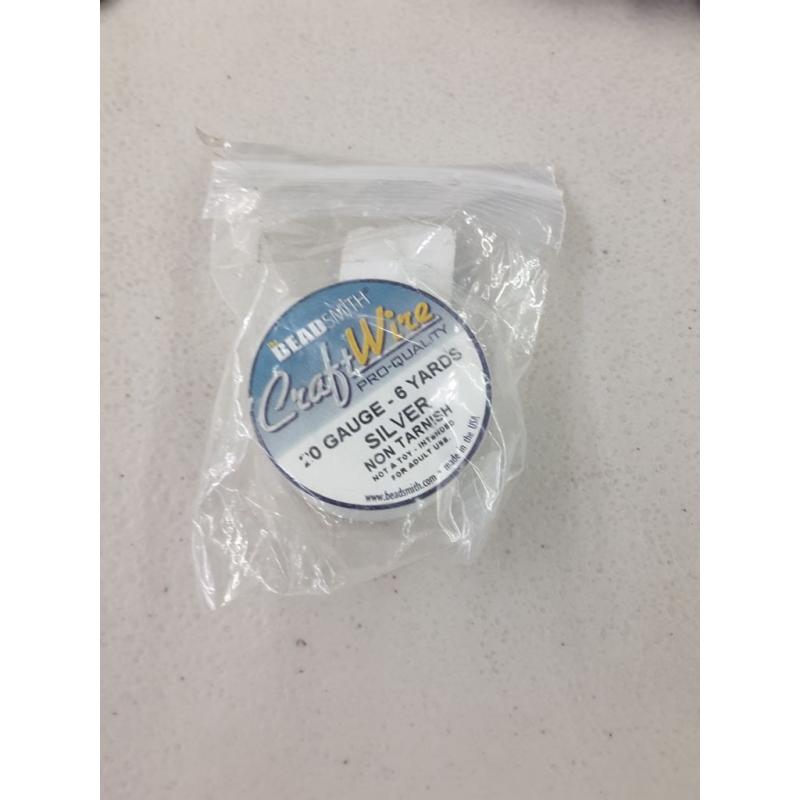 THE BEADSMITH®
Craft Wire
PRO-QUALITY
20 GAUGE - 6 YARDS
SILVER
NON TARNISH
NOT A TOY - INTENDED
FOR ADULT USE.
www.beadsmith.com • made in the USA